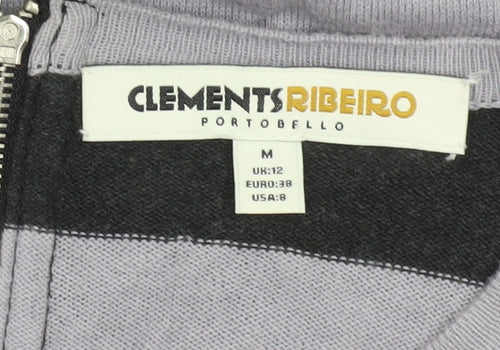 CLEMENTSRIBEIRO
PORTOBELLO
M
UK:12
EURO:38
USA:8